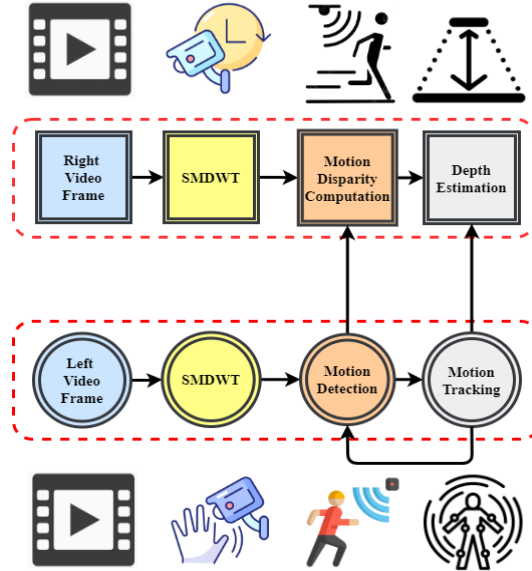 Right
Video
Frame
SMDWT
Motion
Disparity
Computation
Depth
Estimation
Left
Video
Frame
SMDWT
Motion
Detection
Motion
Tracking